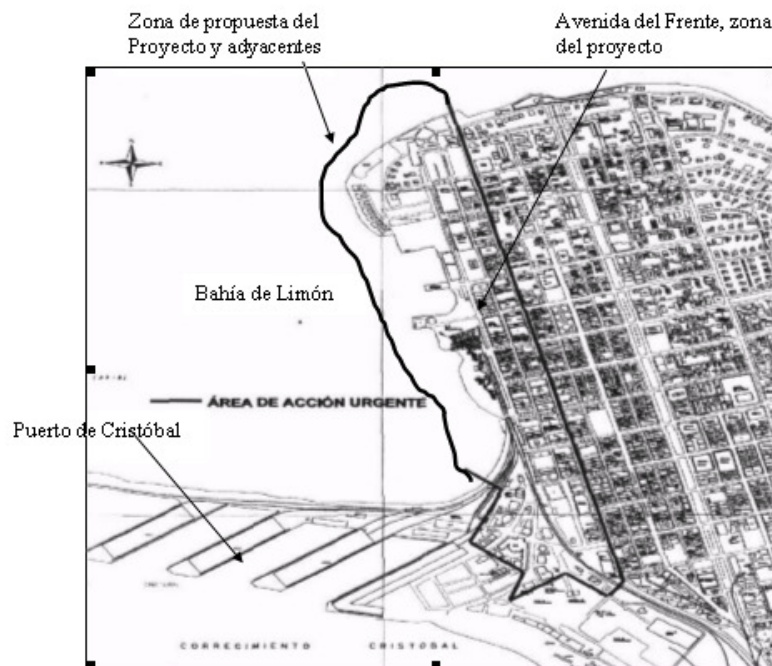 Zona de propuesta del
Proyecto y adyacentes
Avenida del Frente, zona
del proyecto
Bahía de Limón
ÁREA DE ACCIÓN URGENTE
Puerto de Cristóbal
CORREGIMIENTO CRISTÓBAL